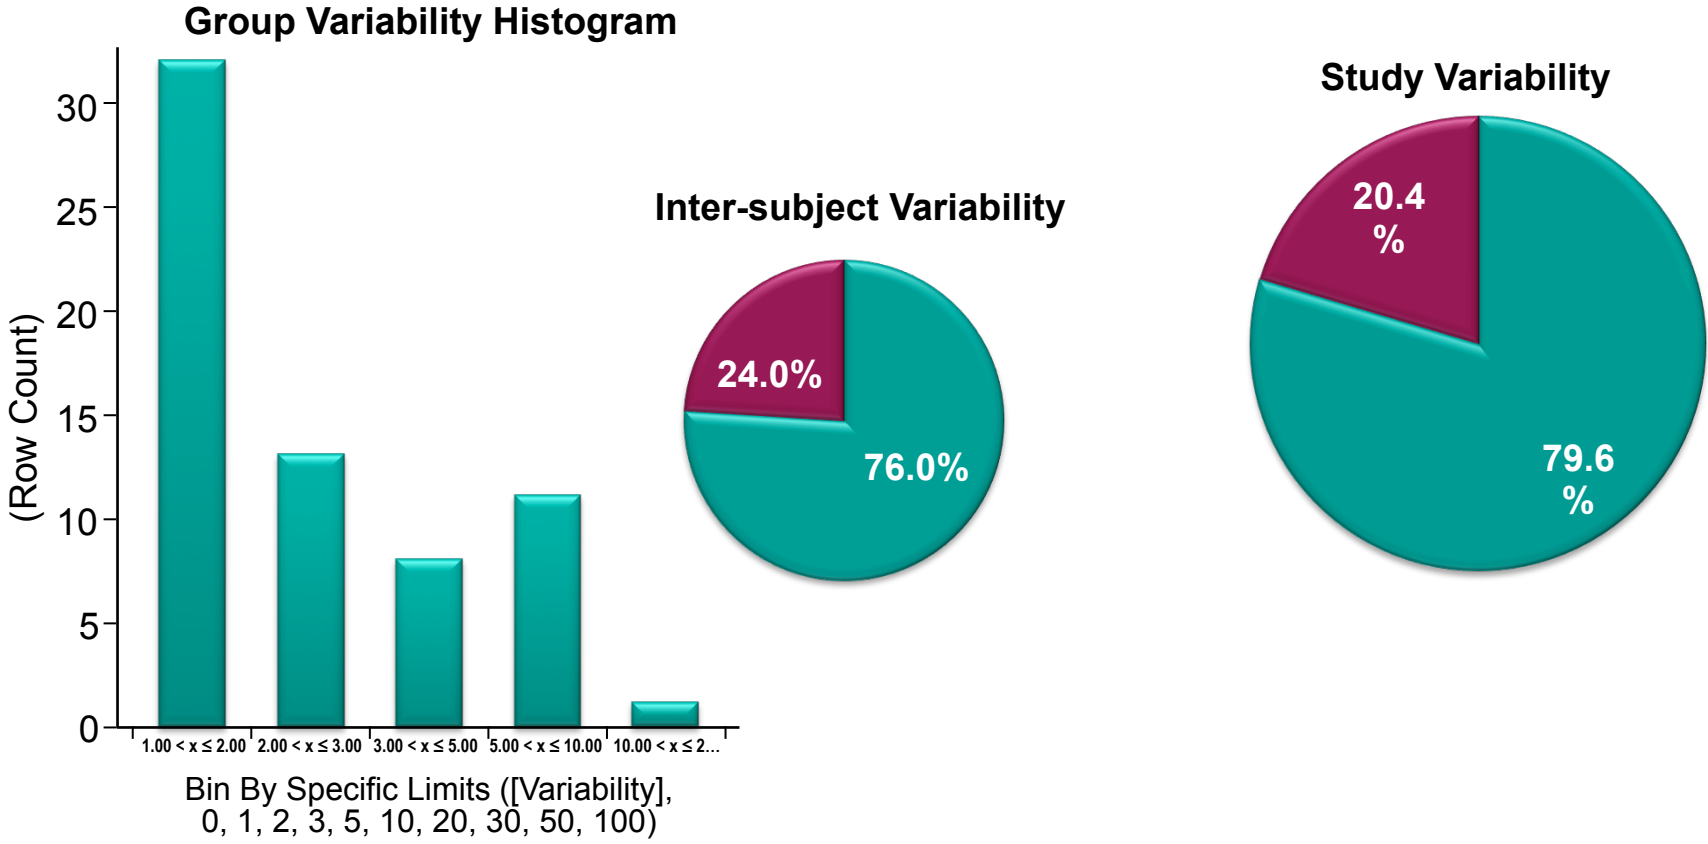 Group Variability Histogram
(Row Count)
30
25
20
15
10
5
0
1.00 < x ≤ 2.00
2.00 < x ≤ 3.00
3.00 < x ≤ 5.00
5.00 < x ≤ 10.00
10.00 < x ≤ 2...
Bin By Specific Limits ([Variability],
0, 1, 2, 3, 5, 10, 20, 30, 50, 100)
Inter-subject Variability
24.0%
76.0%
Study Variability
20.4
%
79.6
%